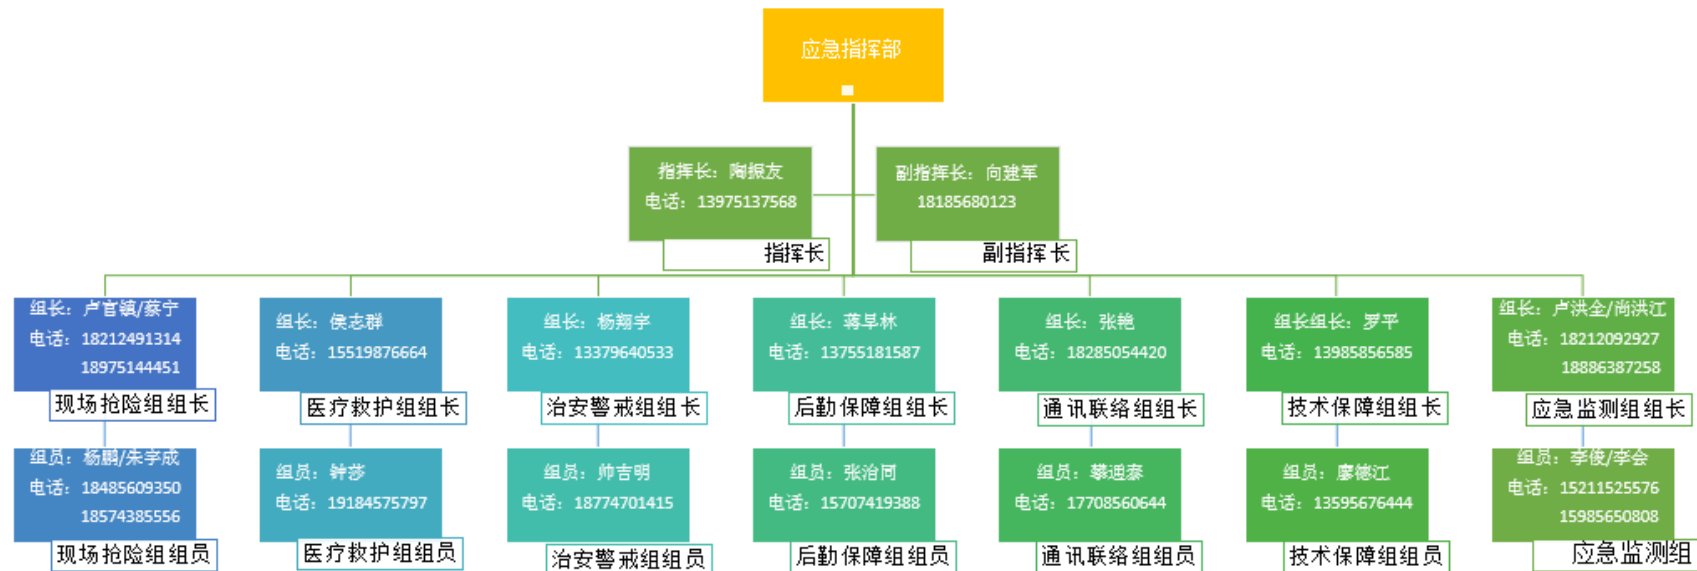 应急指挥部
指挥长：陶振友
电话：13975137568
指挥长
副指挥长：向建军
18185680123
副指挥长
组长：卢官镇/蔡宁
电话：18212491314
18975144451
现场抢险组组长
组长：侯志群
电话：15519876664
医疗救护组组长
组长：杨翔宇
电话：13379640533
治安警戒组组长
组长：蒋早林
电话：13755181587
后勤保障组组长
组长：张艳
电话：18285054420
通讯联络组组长
组长组长：罗平
电话：13985856585
技术保障组组长
组长：卢洪全/尚洪江
电话：18212092927
18886387258
应急监测组组长
组员：杨鹏/朱字成
电话：18485609350
18574385556
现场抢险组组员
组员：钟莎
电话：19184575797
医疗救护组组员
组员：帅吉明
电话：18774701415
治安警戒组组员
组员：张治同
电话：15707419388
后勤保障组组员
组员：
电话：17708560644
通讯联络组组员
组员：廖德江
电话：13595676444
技术保障组组员
组员：李俊/李会
电话：15211525576
15985650808
应急监测组